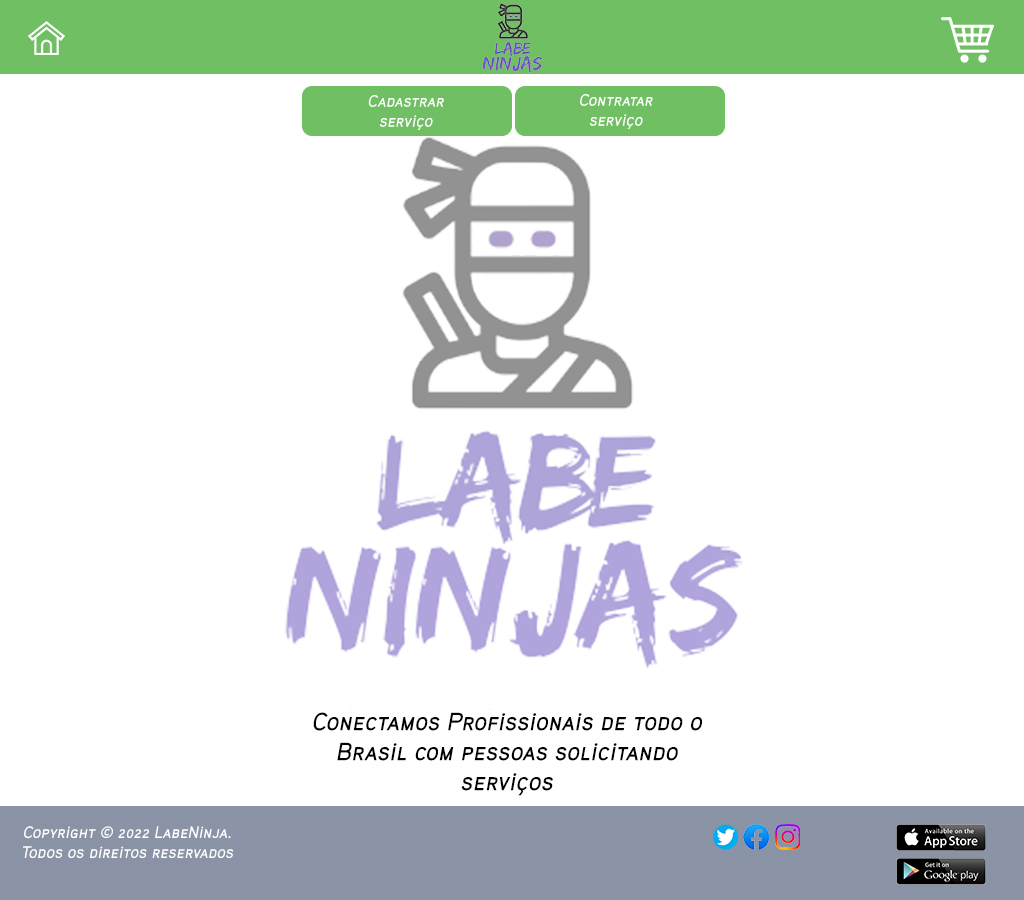 LABE
NINJAS
Cadastrar
serviço
Contratar
serviço
LABE
NINJAS
Conectamos Profissionais de todo o
Brasil com pessoas solicitando
serviços
Copyright © 2022 LabeNinja.
Todos os direitos reservados
Available on the
App Store
Get it on
Google play